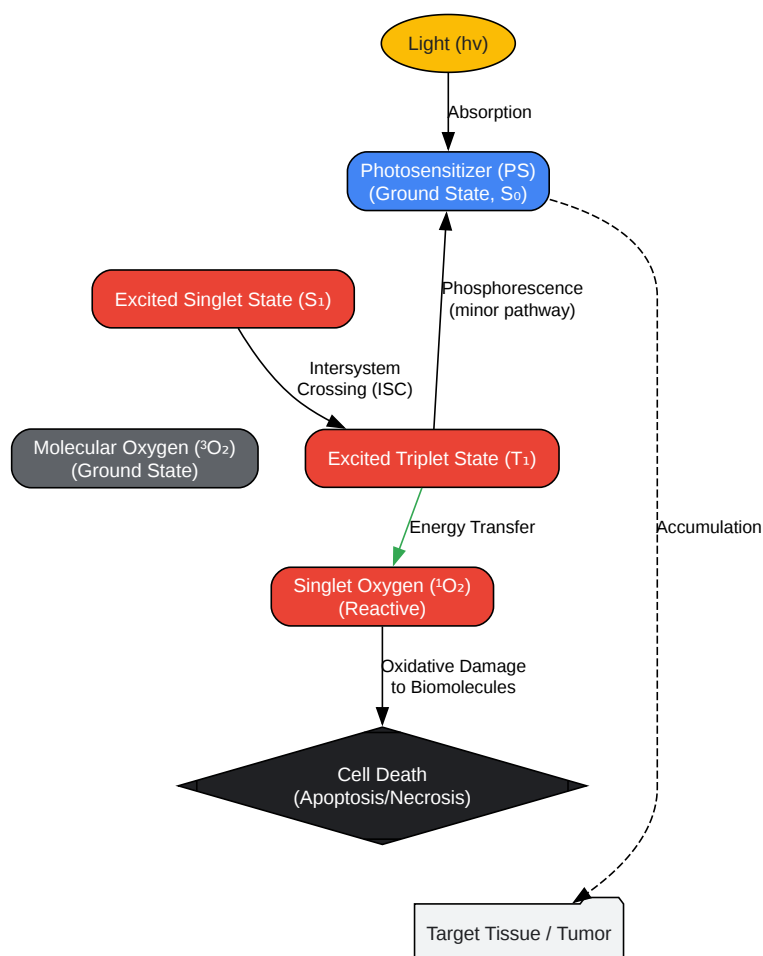 Light (hv)
Absorption
Photosensitizer (PS)
(Ground State, S₀)
Excited Singlet State (S₁)
Phosphorescence
(minor pathway)
Intersystem
Crossing (ISC)
Molecular Oxygen (³O₂)
(Ground State)
Excited Triplet State (T₁)
Energy Transfer
Accumulation
Singlet Oxygen (¹O₂)
(Reactive)
Oxidative Damage
to Biomolecules
Cell Death
(Apoptosis/Necrosis)
Target Tissue / Tumor